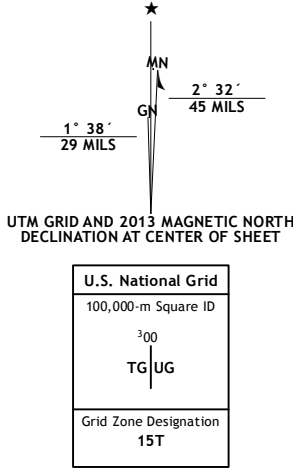 ★
MN
GN
2° 32´
45 MILS
1° 38´
29 MILS
UTM GRID AND 2013 MAGNETIC NORTH
DECLINATION AT CENTER OF SHEET
U.S. National Grid
100,000-m Square ID
³00
TG UG
Grid Zone Designation
15T